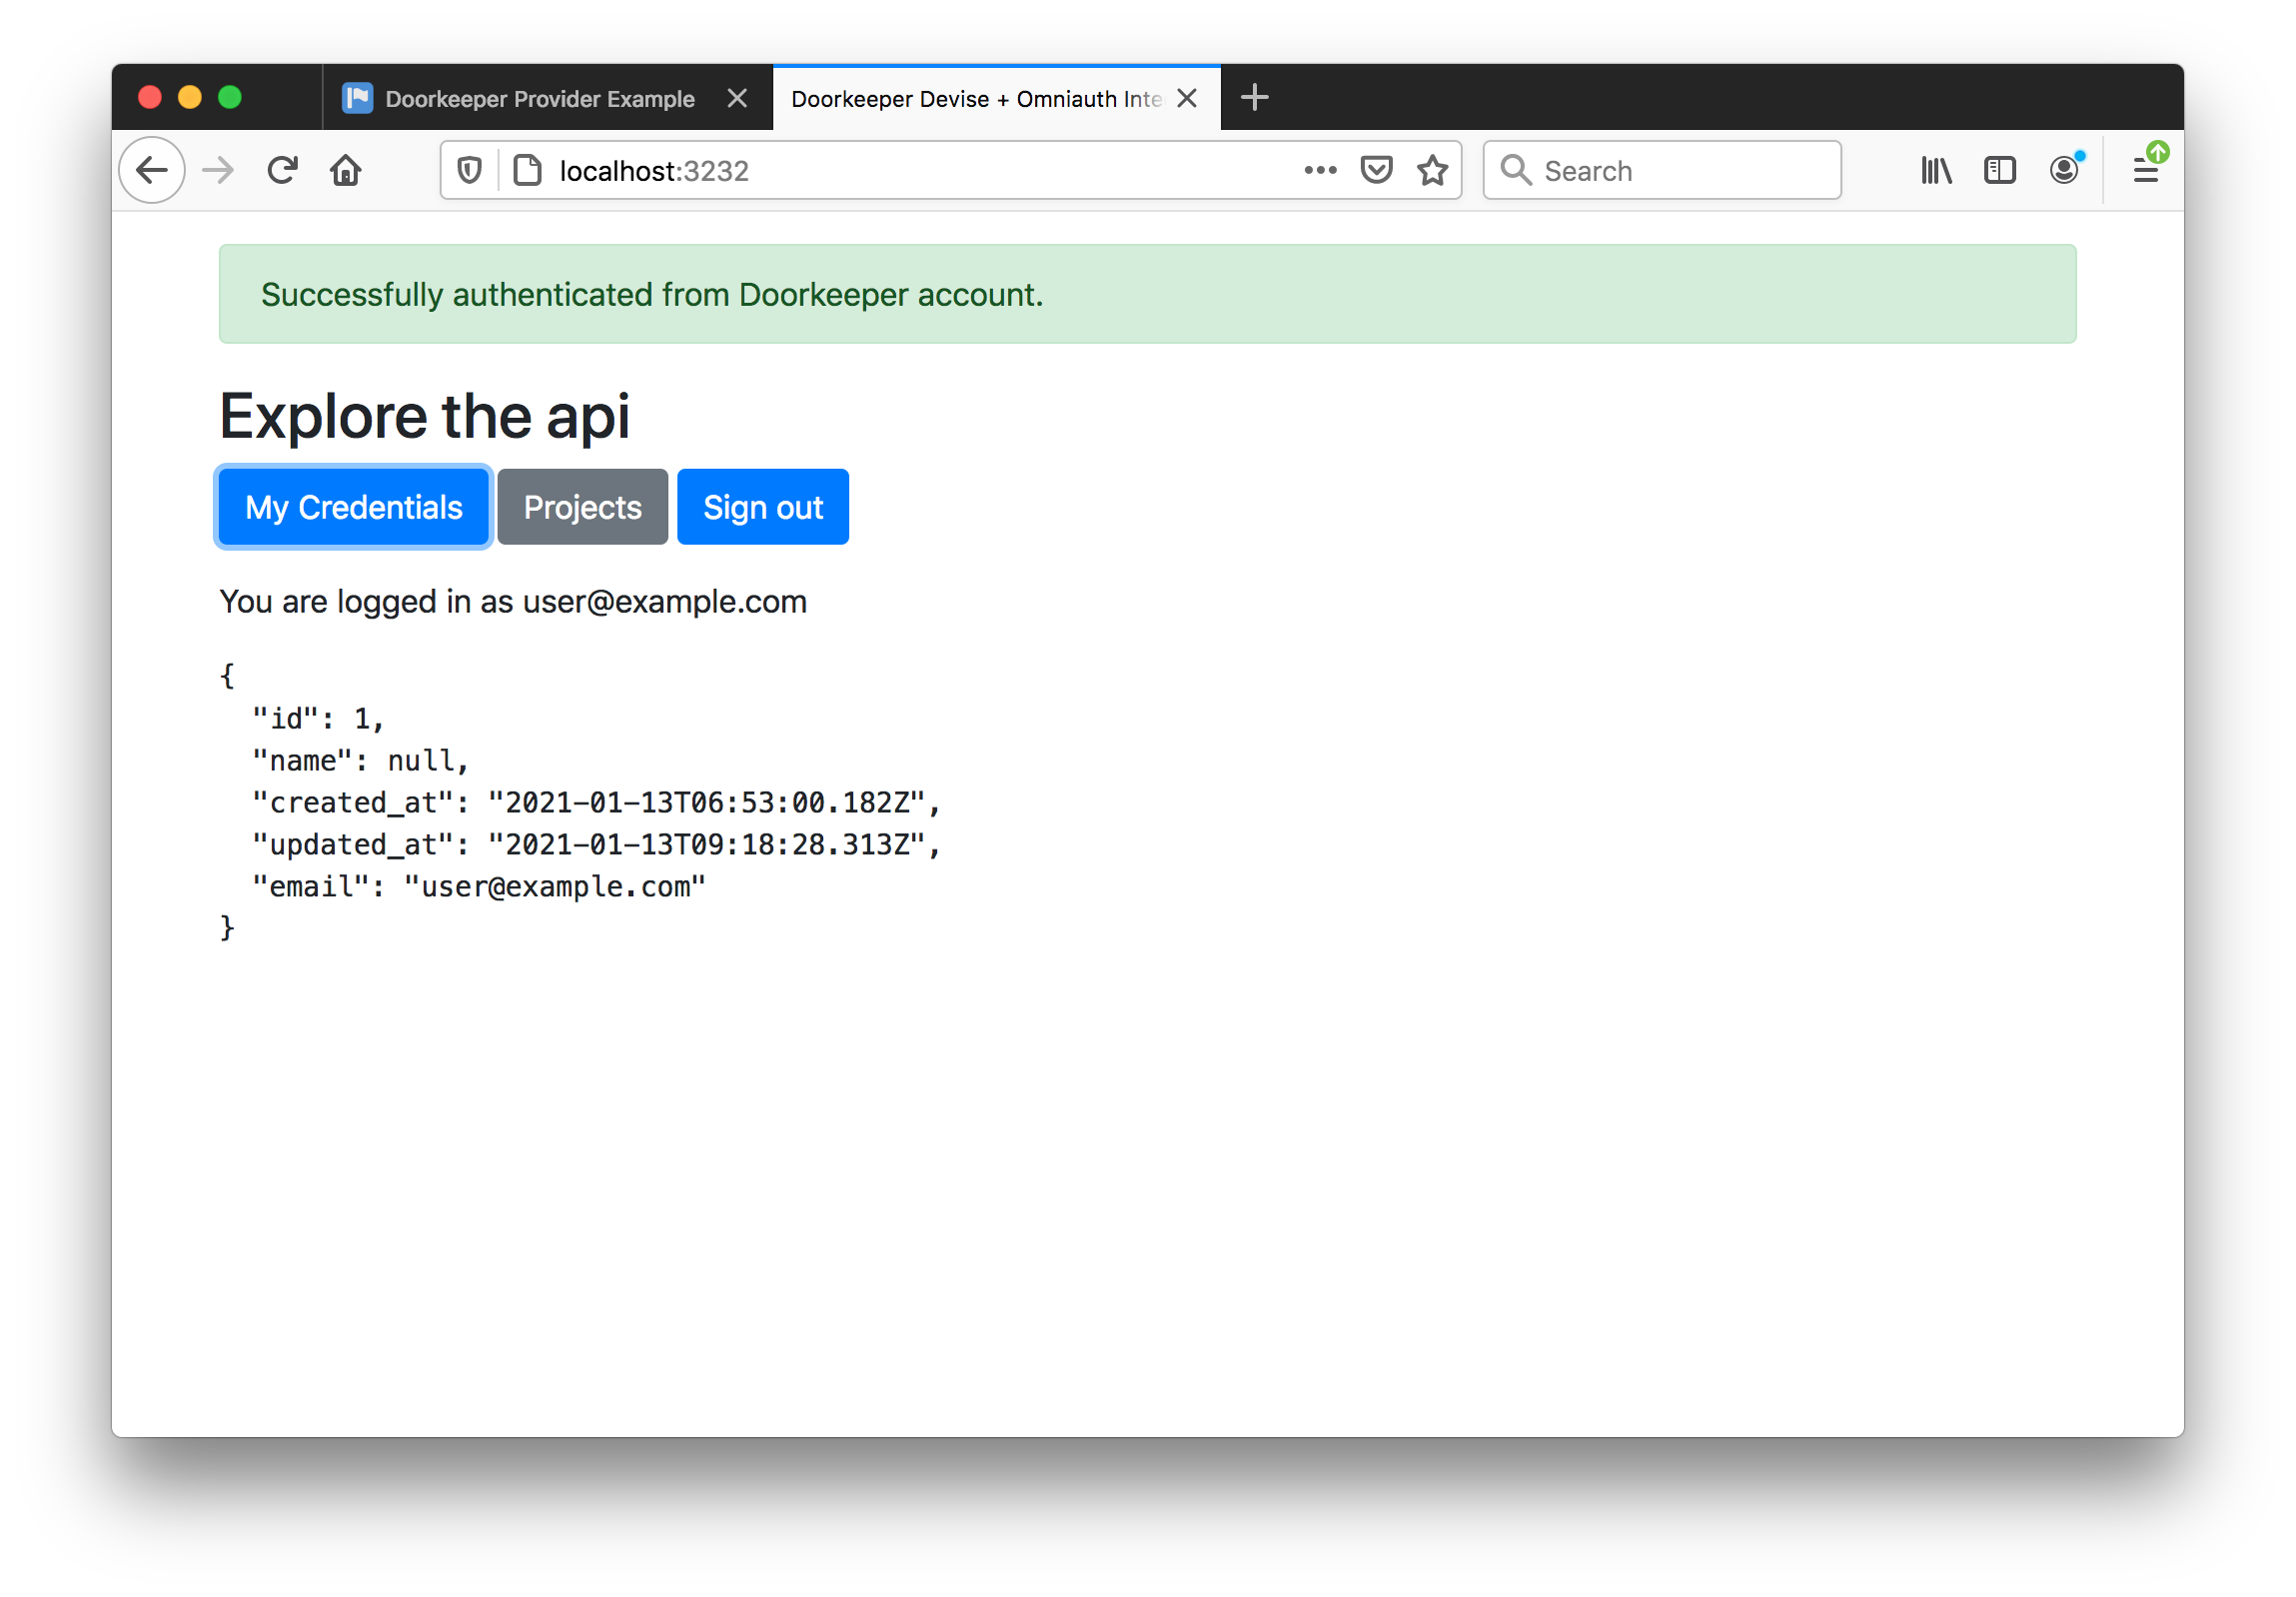 Doorkeeper Provider Example
Doorkeeper Devise + Omniauth Inte
localhost:3232
Search
Successfully authenticated from Doorkeeper account.
Explore the api
My Credentials Projects Sign out
You are logged in as user@example.com
{
  "id": 1,
  "name": null,
  "created_at": "2021-01-13T06:53:00.182Z",
  "updated_at": "2021-01-13T09:18:28.313Z",
  "email": "user@example.com"
}